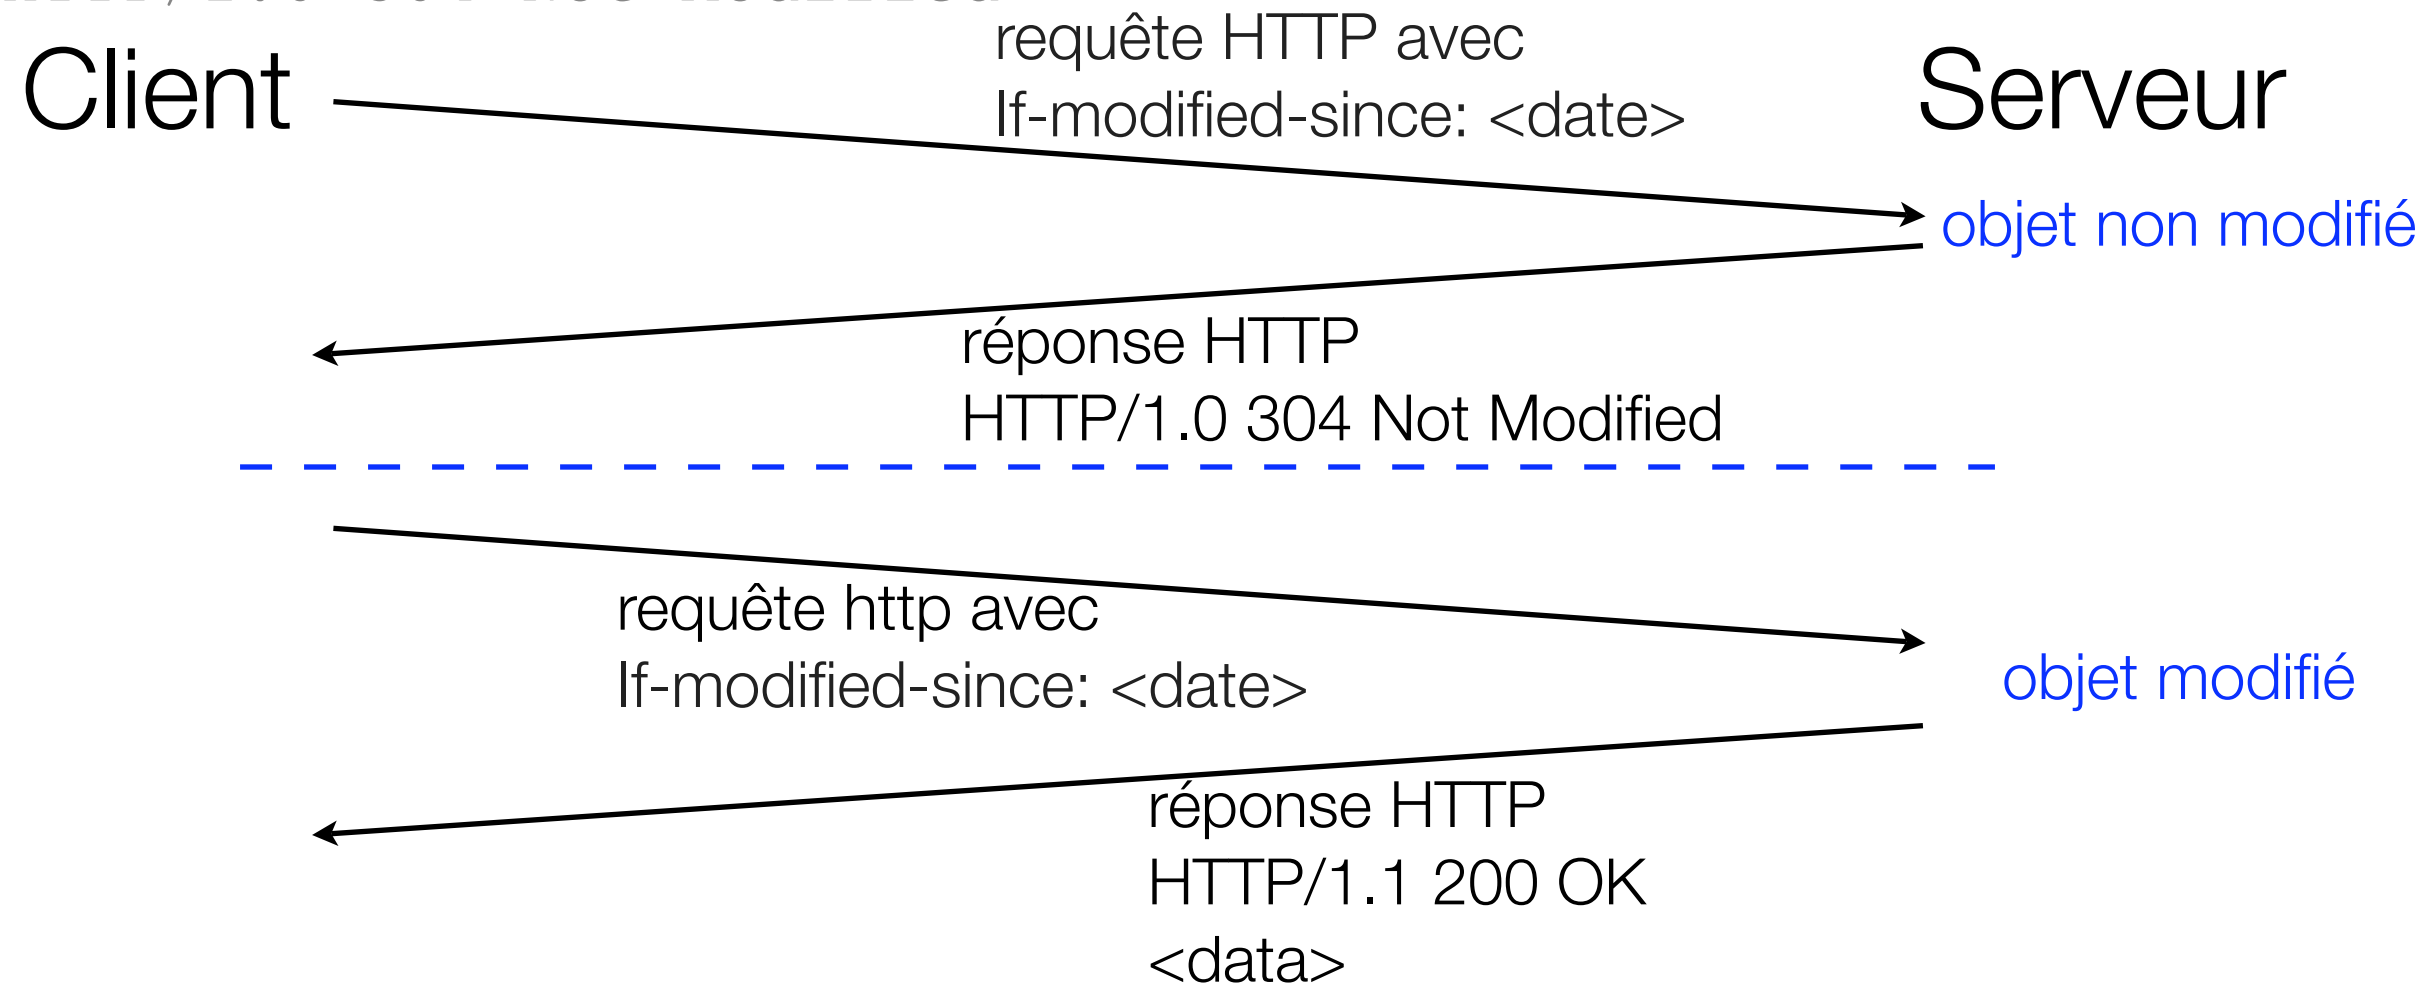 Client
requête HTTP avec
If-modified-since: <date>
Serveur
objet non modifié
réponse HTTP
HTTP/1.0 304 Not Modified
requête http avec
If-modified-since: <date>
objet modifié
réponse HTTP
HTTP/1.1 200 OK
<data>